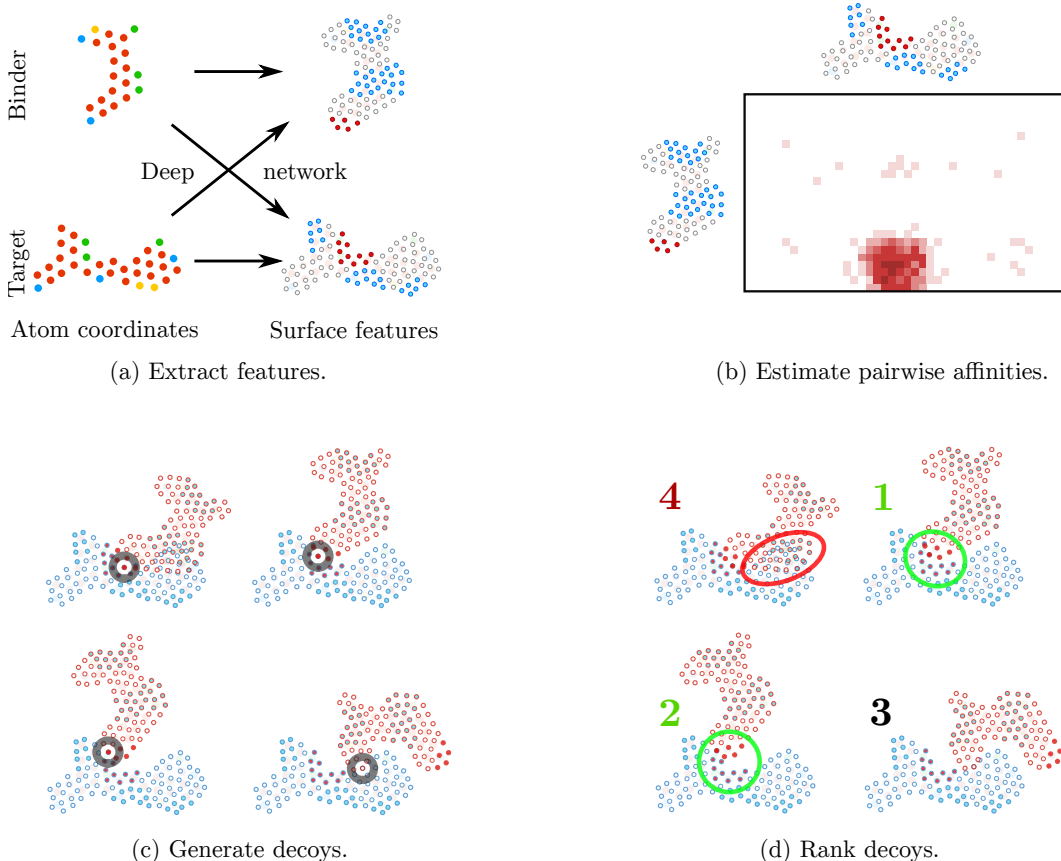 Binder
Deep network
Target
Atom coordinates Surface features
(a) Extract features.
(b) Estimate pairwise affinities.
4 1
2 3
(c) Generate decoys.
(d) Rank decoys.